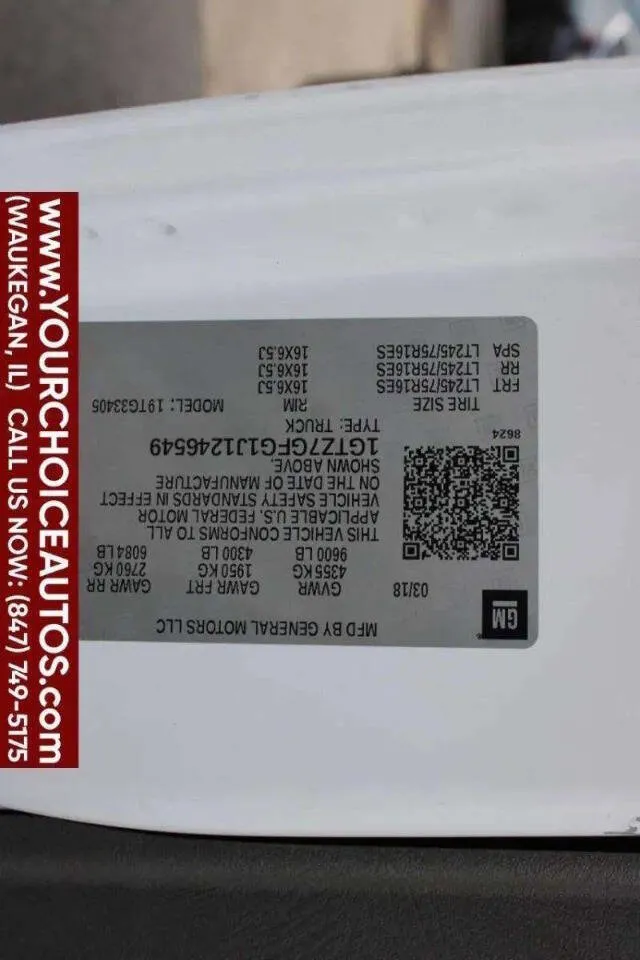 MFD BY GENERAL MOTORS LLC
GM
03/18 GVWR GAWR FRT GAWR RR
4355 KG 1950 KG 2760 KG
9600 LB 4300 LB 6084 LB
THIS VEHICLE CONFORMS TO ALL
APPLICABLE U.S. FEDERAL MOTOR
VEHICLE SAFETY STANDARDS IN EFFECT
ON THE DATE OF MANUFACTURE
SHOWN ABOVE.
1GTZ7GFG1J1246549
TYPE: TRUCK
8624
TIRE SIZE RIM MODEL: 19TG33405
FRT LT245/75R16ES 16X6.5J
RR LT245/75R16ES 16X6.5J
SPA LT245/75R16ES 16X6.5J
www.YOURCHOICEAUTOS.com
(WAUKEGAN, IL) CALL US NOW: (847) 749-5175